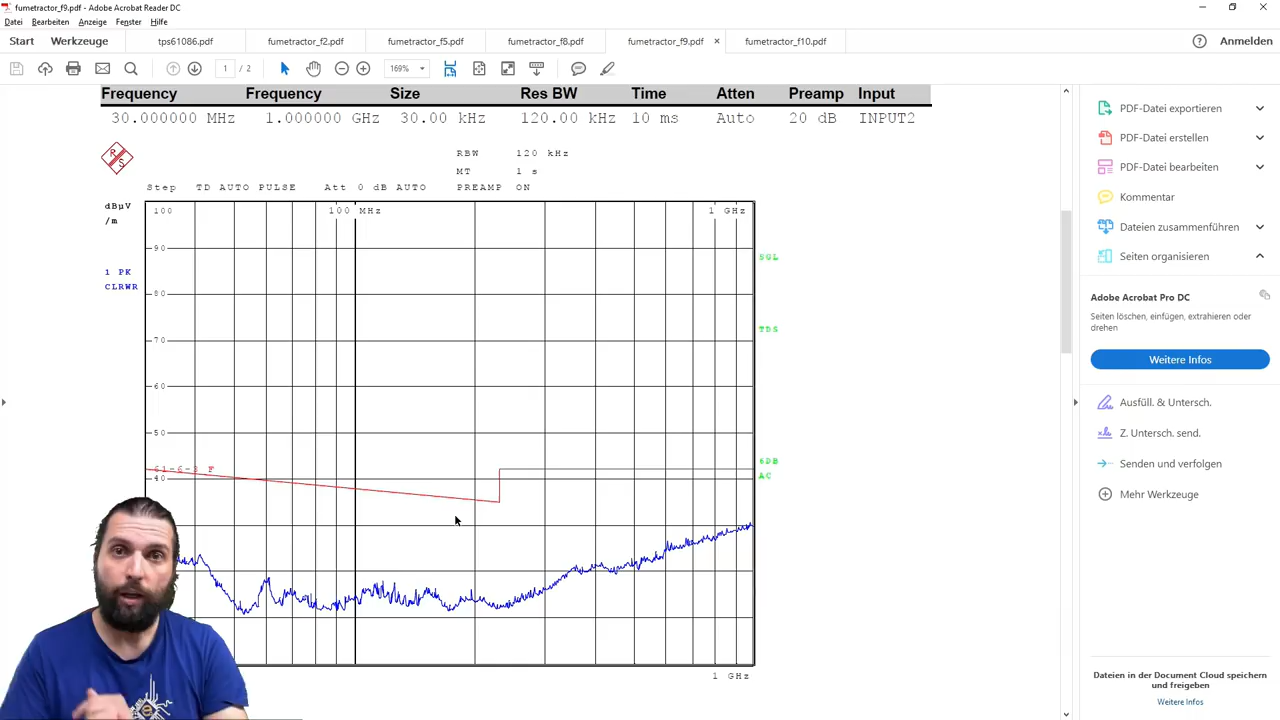 fumetractor_f9.pdf - Adobe Acrobat Reader DC
Datei Bearbeiten Anzeige Fenster Hilfe
Start Werkzeuge tps61086.pdf fumetractor_f2.pdf fumetractor_f5.pdf fumetractor_f8.pdf fumetractor_f9.pdf × fumetractor_f10.pdf Anmelden
1 / 2 169%
Frequency Frequency Size Res BW Time Atten Preamp Input
30.000000 MHz 1.000000 GHz 30.00 kHz 120.00 kHz 10 ms Auto 20 dB INPUT2
R S
RBW 120 kHz
MT 1 s
Step TD AUTO PULSE Att 0 dB AUTO PREAMP ON
dBµV
/m
100 100 MHz 1 GHz
90
SGL
1 PK
CLRWR
80
TDS
70
60
50
6DB
AC
61-6-3 F
40
1 GHz
PDF-Datei exportieren
PDF-Datei erstellen
PDF-Datei bearbeiten
Kommentar
Dateien zusammenführen
Seiten organisieren
Adobe Acrobat Pro DC
Seiten löschen, einfügen, extrahieren oder
drehen
Weitere Infos
Ausfüll. & Untersch.
Z. Untersch. send.
Senden und verfolgen
Mehr Werkzeuge
Dateien in der Document Cloud speichern
und freigeben
Weitere Infos